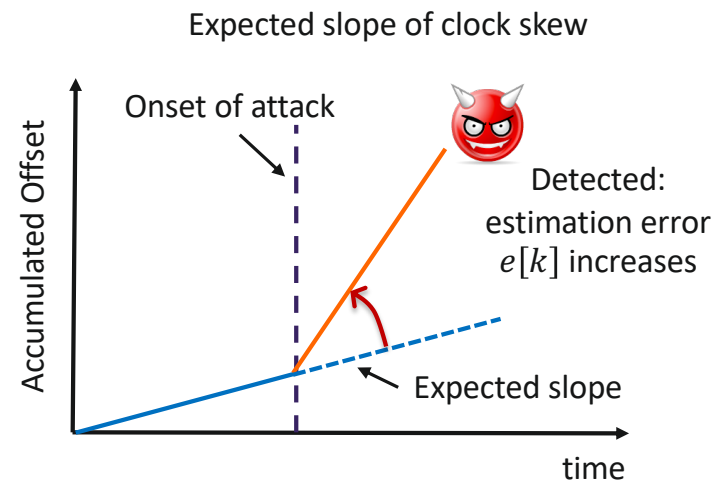 Expected slope of clock skew
Onset of attack
Accumulated Offset
Detected:
estimation error
𝑒[𝑘] increases
Expected slope
time